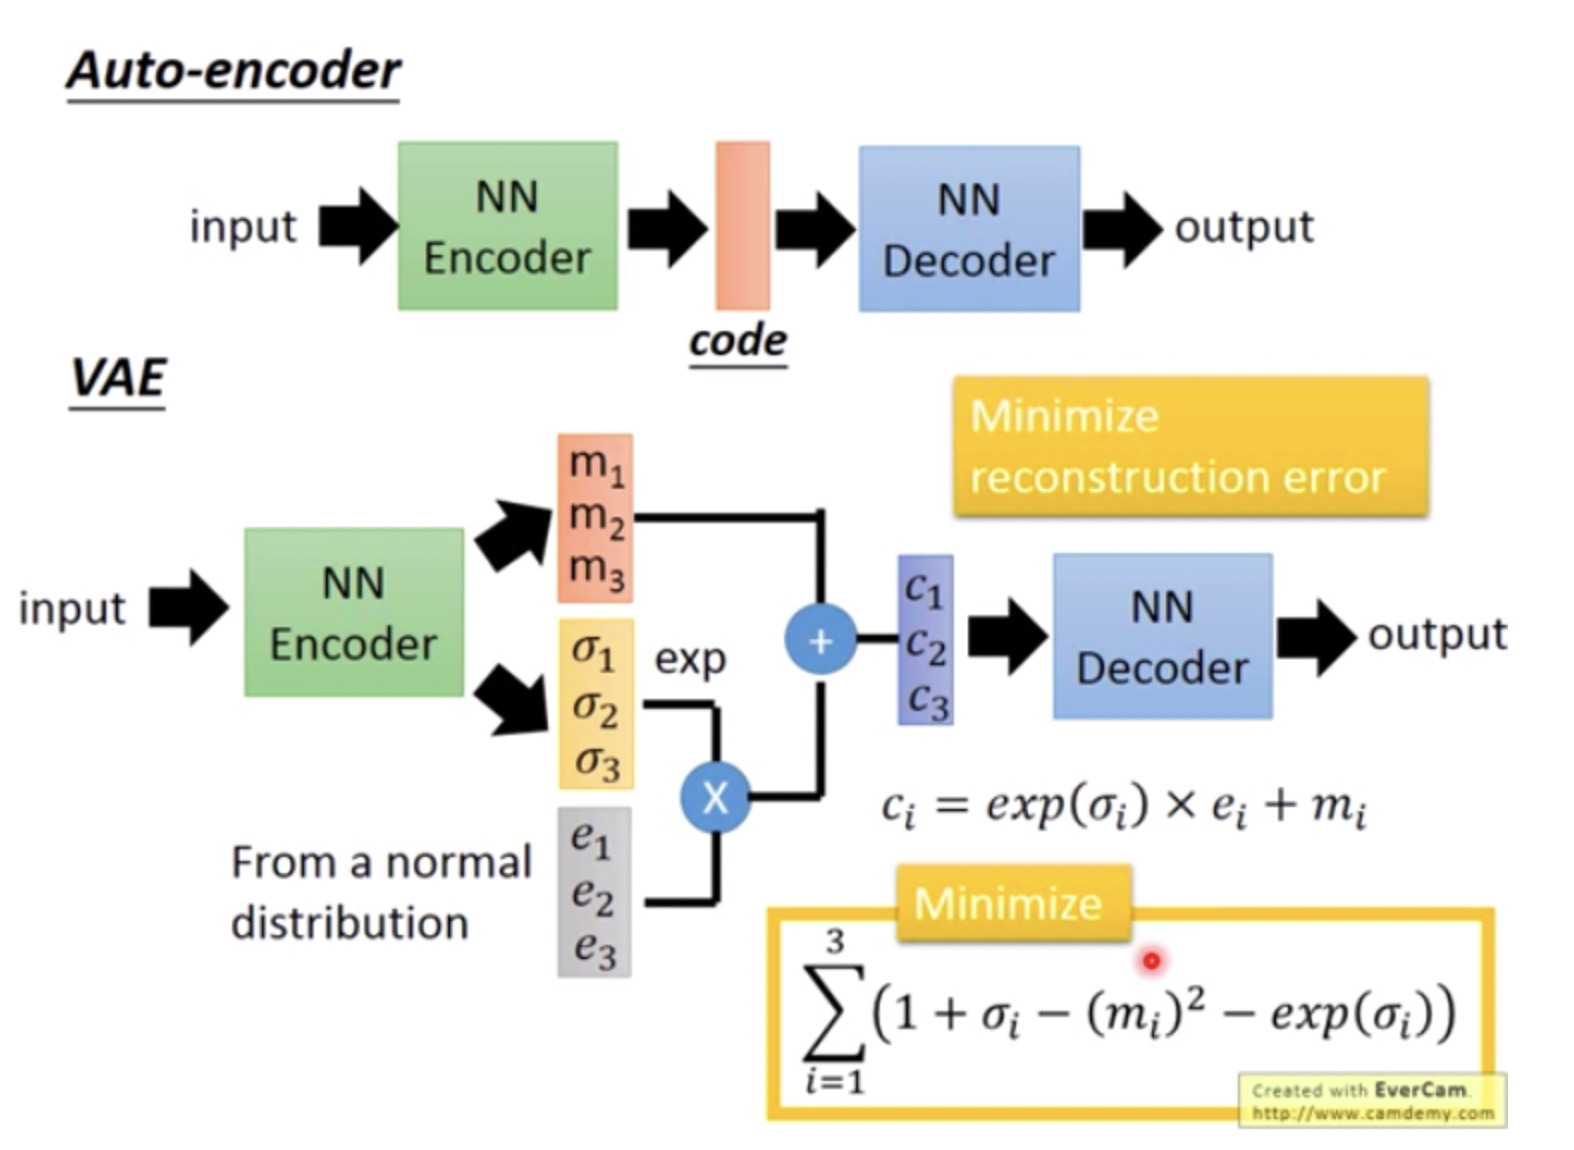 Auto-encoder
input
NN
Encoder
code
NN
Decoder
output
VAE
Minimize
reconstruction error
input
NN
Encoder
m₁
m₂
m₃
σ₁
σ₂
σ₃
exp
From a normal
distribution
e₁
e₂
e₃
X
+
c₁
c₂
c₃
NN
Decoder
output
cᵢ = exp(σᵢ) × eᵢ + mᵢ
Minimize
∑³ᵢ₌₁(1 + σᵢ − (mᵢ)² − exp(σᵢ))
Created with EverCam.
http://www.camdemy.com